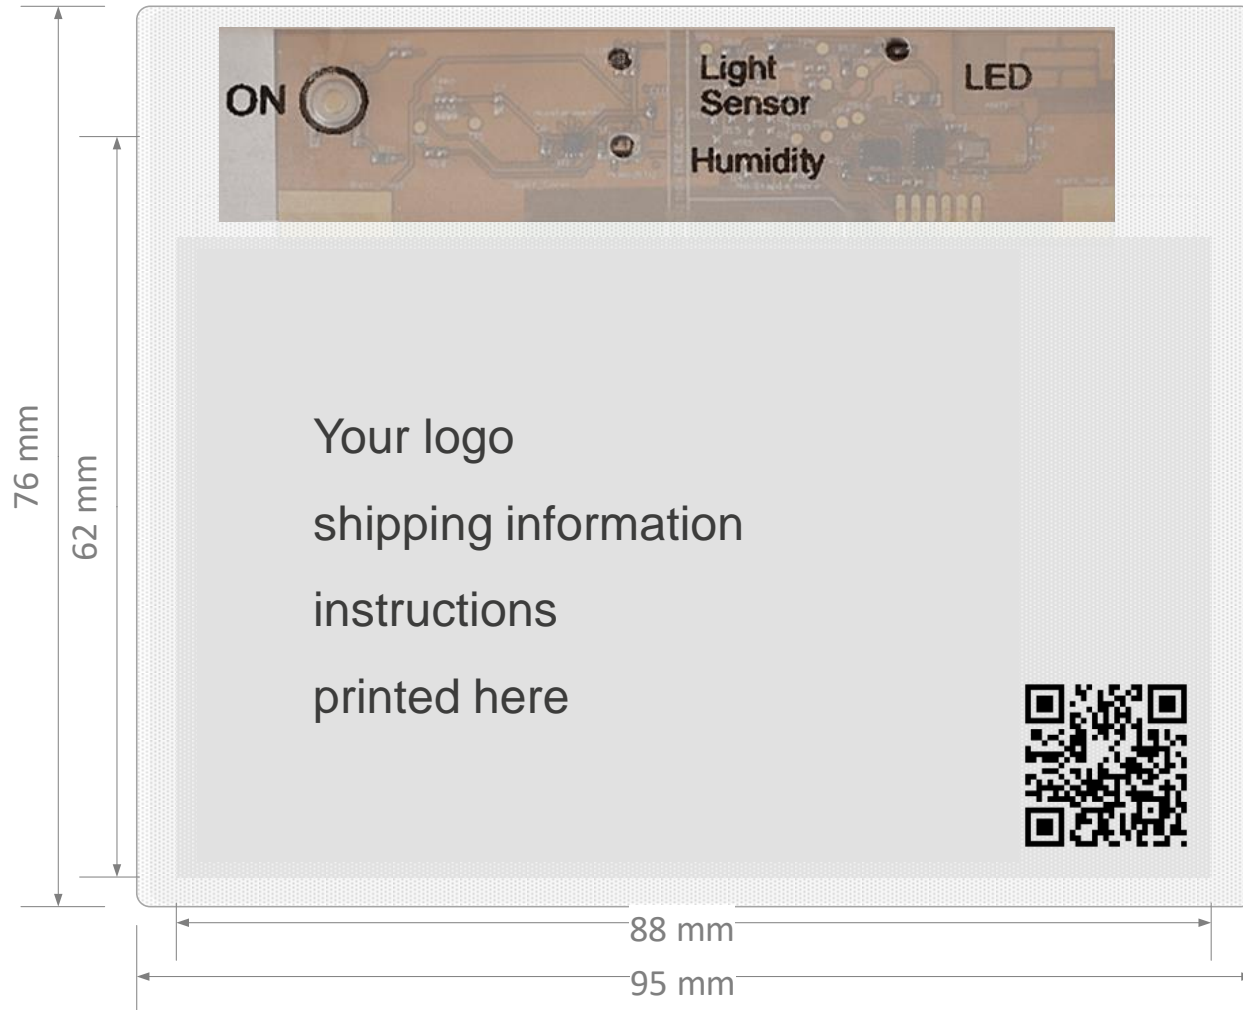 ON
Light
Sensor
LED
Humidity
76 mm
62 mm
Your logo
shipping information
instructions
printed here
88 mm
95 mm